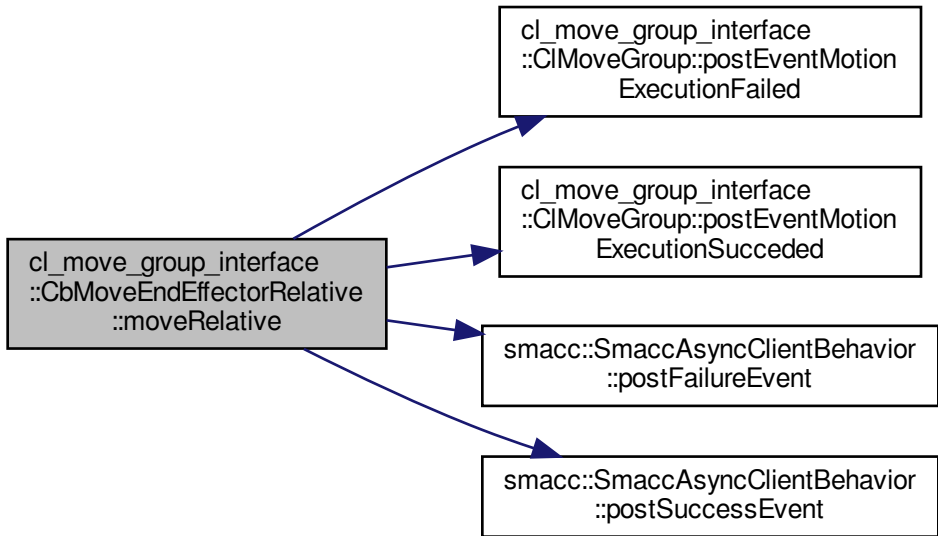 cl_move_group_interface
::ClMoveGroup::postEventMotion
ExecutionFailed
cl_move_group_interface
::ClMoveGroup::postEventMotion
ExecutionSucceded
cl_move_group_interface
::CbMoveEndEffectorRelative
::moveRelative
smacc::SmaccAsyncClientBehavior
::postFailureEvent
smacc::SmaccAsyncClientBehavior
::postSuccessEvent